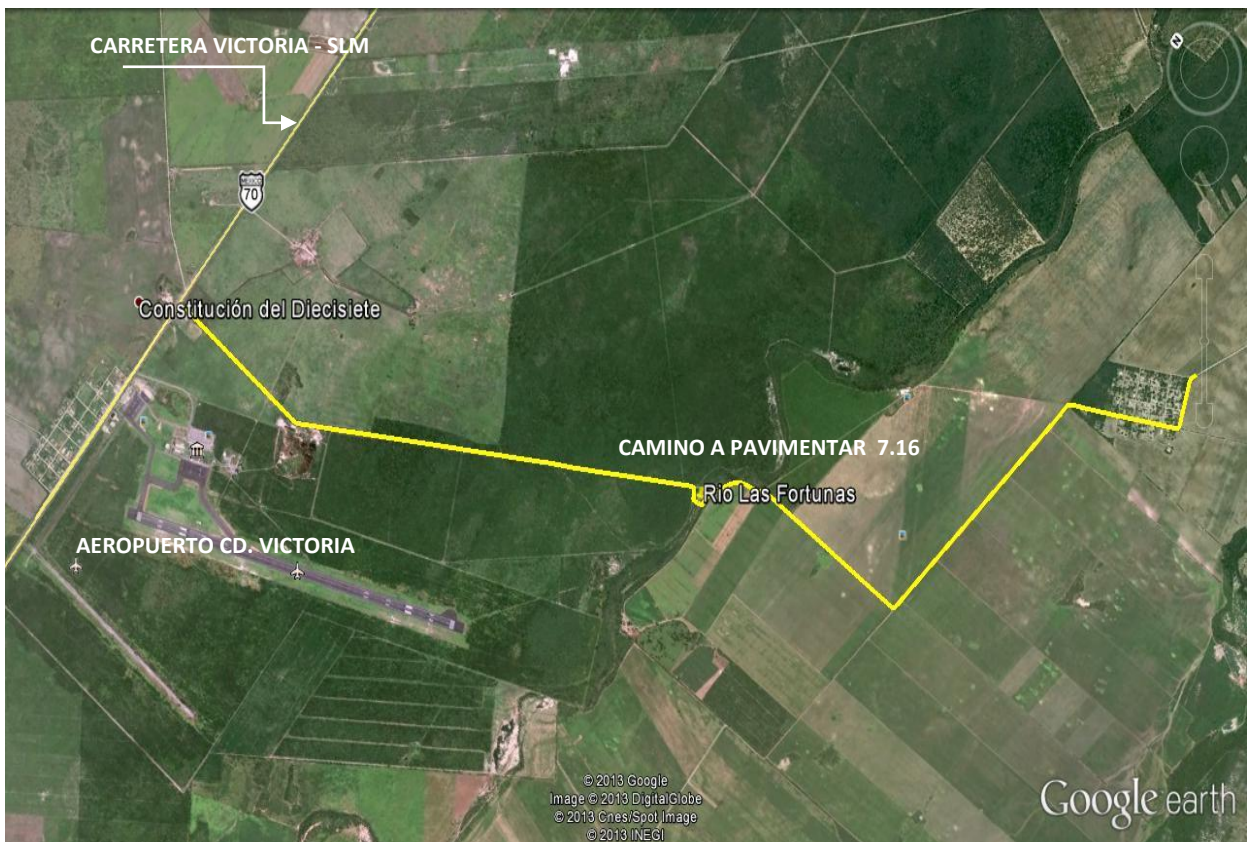 CARRETERA VICTORIA - SLM
N
70
Constitución del Diecisiete
CAMINO A PAVIMENTAR 7.16
Rio Las Fortunas
AEROPUERTO CD. VICTORIA
© 2013 Google
Image © 2013 DigitalGlobe
© 2013 Cnes/Spot Image
© 2013 INEGI
Google earth